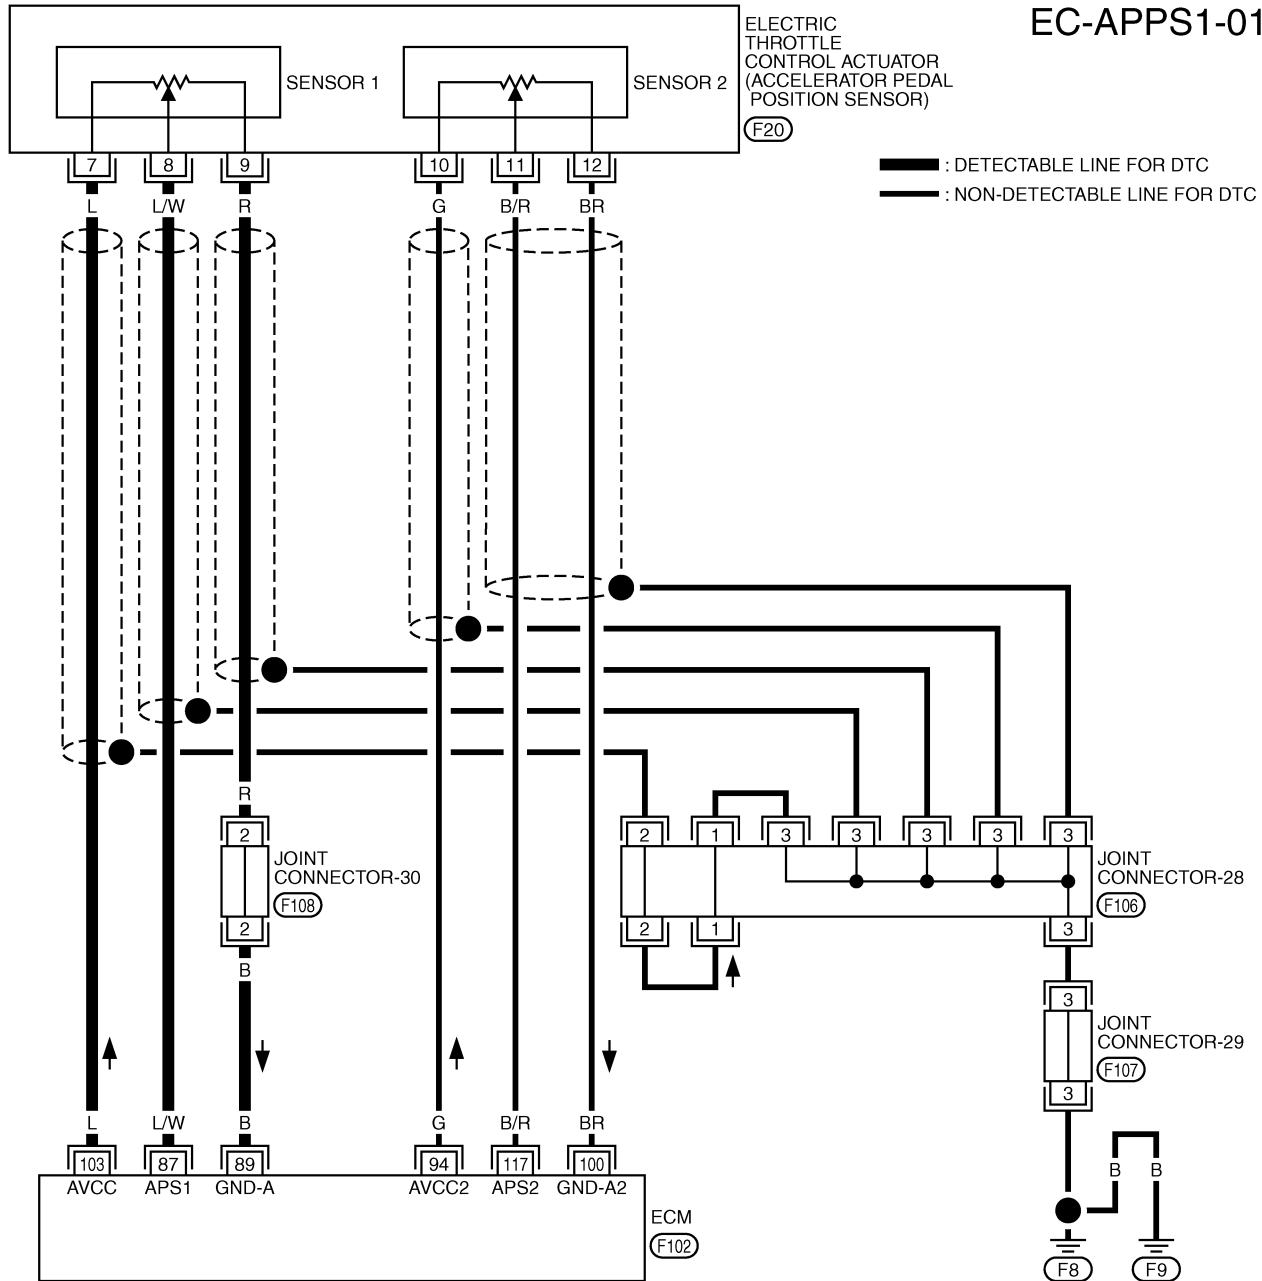 EC-APPS1-01
ELECTRIC
THROTTLE
CONTROL ACTUATOR
(ACCELERATOR PEDAL
POSITION SENSOR)
F20
SENSOR 1
SENSOR 2
7 8 9 10 11 12
: DETECTABLE LINE FOR DTC
: NON-DETECTABLE LINE FOR DTC
L L/W R G B/R BR
R
2 2 1 3 3 3 3 3
JOINT
CONNECTOR-30
F108
JOINT
CONNECTOR-28
F106
2 2 1 3
B
3
JOINT
CONNECTOR-29
F107
3
L L/W B G B/R BR
103 87 89 94 117 100
AVCC APS1 GND-A AVCC2 APS2 GND-A2
B B
ECM
F102
F8 F9